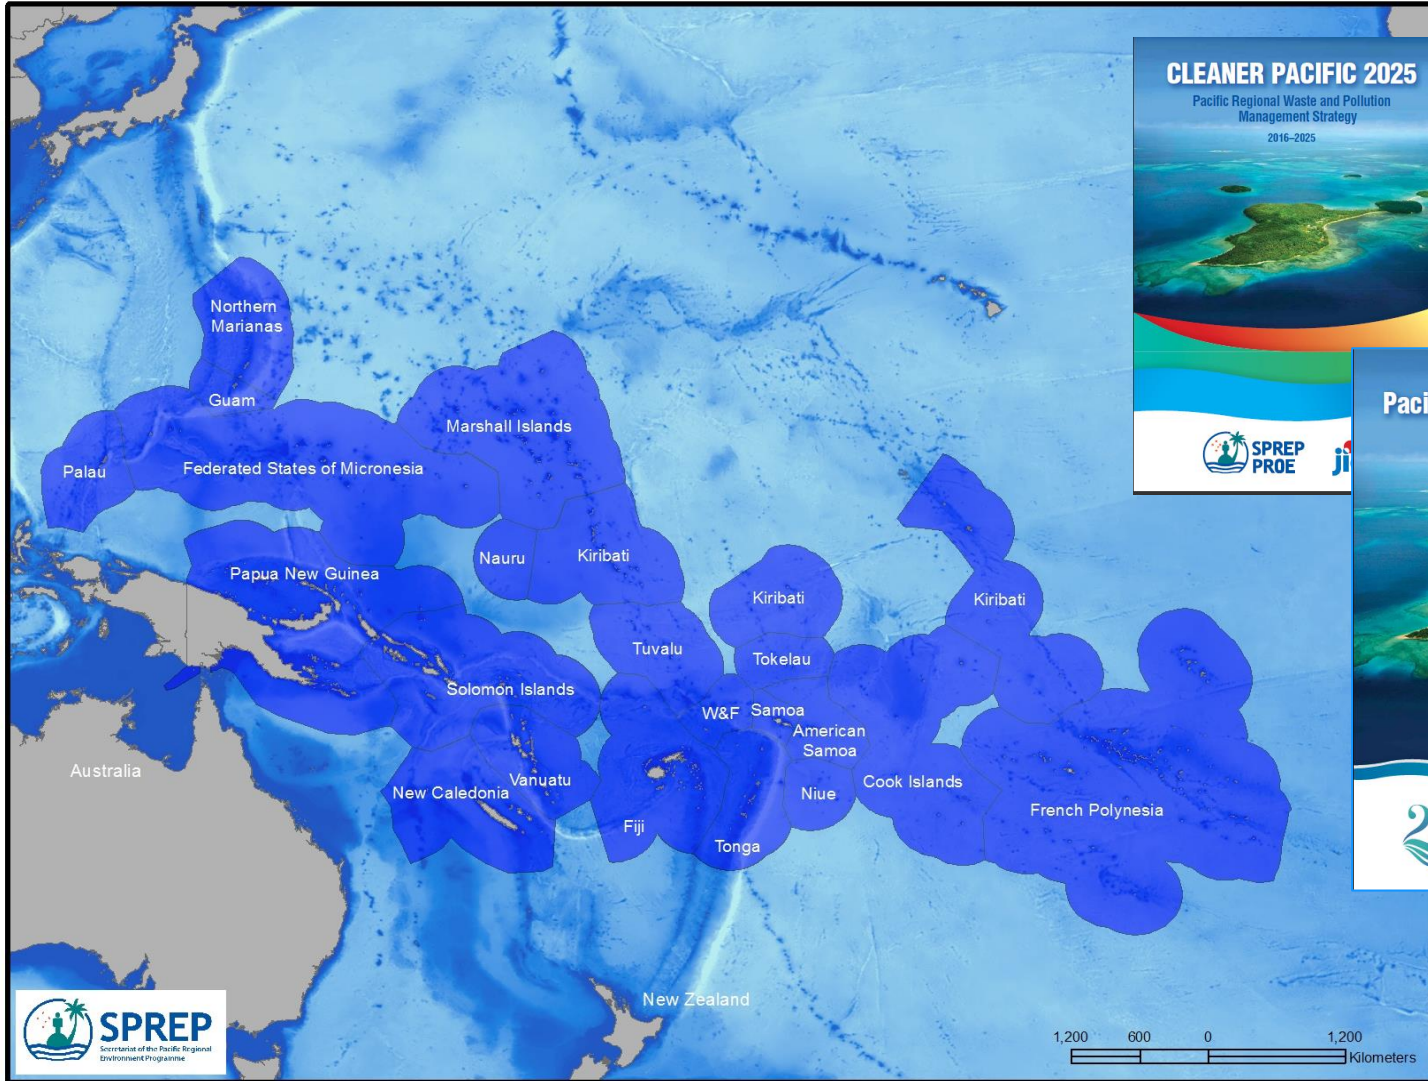 CLEANER PACIFIC 2025
Pacific Regional Waste and Pollution
Management Strategy
2016–2025
SPREP
PROE
Northern
Marianas
Guam
Palau
Federated States of Micronesia
Marshall Islands
Nauru
Kiribati
Papua New Guinea
Kiribati
Kiribati
Tuvalu
Tokelau
Solomon Islands
W&F
Samoa
American
Samoa
Australia
New Caledonia
Vanuatu
Fiji
Tonga
Niue
Cook Islands
French Polynesia
New Zealand
SPREP
Secretariat of the Pacific Regional
Environment Programme
1,200 600 0 1,200
Kilometers